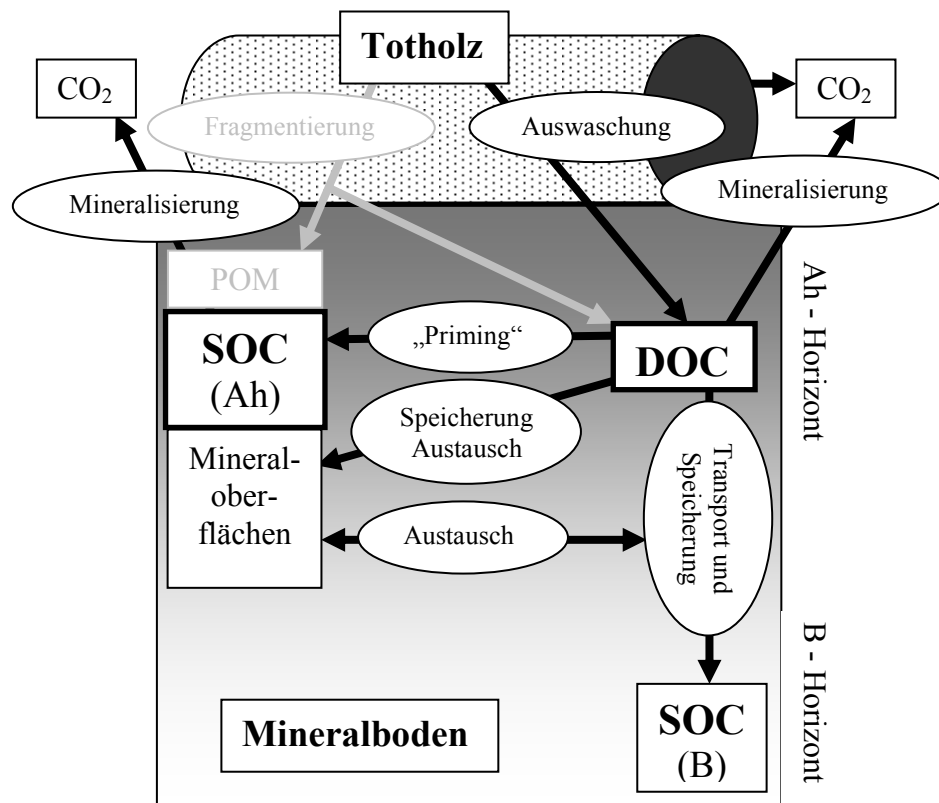 Totholz
CO₂
CO₂
Fragmentierung
Auswaschung
Mineralisierung
Mineralisierung
POM
Ah - Horizont
SOC
(Ah)
„Priming“
DOC
Speicherung
Austausch
Mineral-
ober-
flächen
Transport und
Speicherung
Austausch
B - Horizont
SOC
(B)
Mineralboden